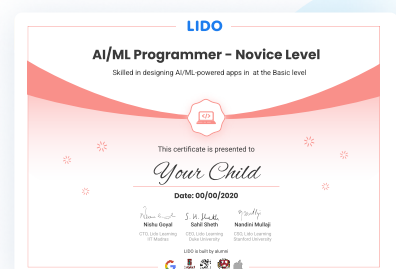 LIDO
AI/ML Programmer - Novice Level
Skilled in designing AI/ML-powered apps in at the Basic level
</>
This certificate is presented to
Your Child
Date: 00/00/2020
Nishu Goyal Sahil Sheth Nandini Mullaji
CTO, Lido Learning CEO, Lido Learning COO, Lido Learning
IIT Madras Duke University Stanford University
LIDO is built by alumni
G